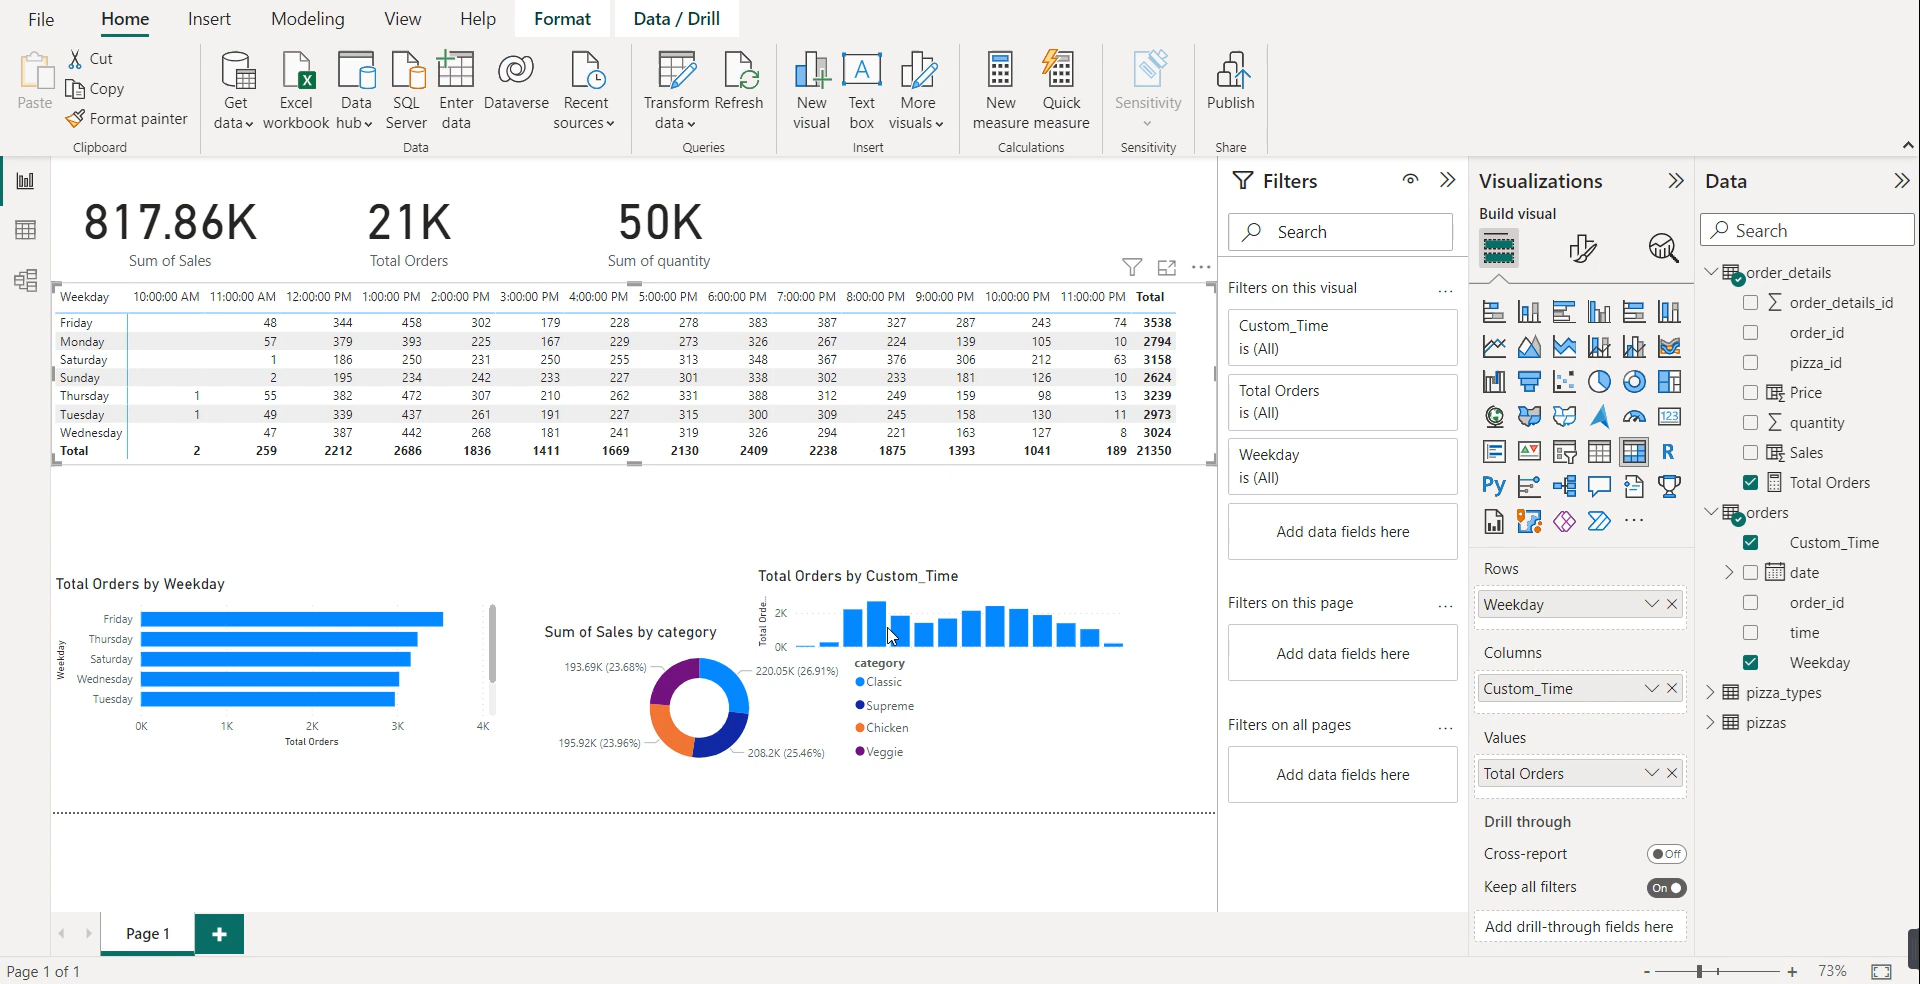 File Home Insert Modeling View Help Format Data / Drill
Paste
Cut
Copy
Format painter
Clipboard
Get data
Excel workbook
Data hub
SQL Server
Enter data
Dataverse
Recent sources
Data
Transform data
Refresh
Queries
New visual
Text box
More visuals
Insert
New measure
Quick measure
Calculations
Sensitivity
Sensitivity
Publish
Share
817.86K
Sum of Sales
21K
Total Orders
50K
Sum of quantity
Weekday 10:00:00 AM 11:00:00 AM 12:00:00 PM 1:00:00 PM 2:00:00 PM 3:00:00 PM 4:00:00 PM 5:00:00 PM 6:00:00 PM 7:00:00 PM 8:00:00 PM 9:00:00 PM 10:00:00 PM 11:00:00 PM Total
Friday 48 344 458 302 179 228 278 383 387 327 287 243 74 3538
Monday 57 379 393 225 167 229 273 326 267 224 139 105 10 2794
Saturday 1 186 250 231 250 255 313 348 367 376 306 212 63 3158
Sunday 2 195 234 242 233 227 301 338 302 233 181 126 10 2624
Thursday 1 55 382 472 307 210 262 331 388 312 249 159 98 13 3239
Tuesday 1 49 339 437 261 191 227 315 300 309 245 158 130 11 2973
Wednesday 47 387 442 268 181 241 319 326 294 221 163 127 8 3024
Total 2 259 2212 2686 1836 1411 1669 2130 2409 2238 1875 1393 1041 189 21350
Total Orders by Weekday
Weekday
Friday
Thursday
Saturday
Wednesday
Tuesday
0K 1K 2K 3K 4K
Total Orders
Sum of Sales by category
193.69K (23.68%)
220.05K (26.91%)
195.92K (23.96%)
208.2K (25.46%)
category
Classic
Supreme
Chicken
Veggie
Total Orders by Custom_Time
Total Orde...
2K
0K
Page 1
+
Page 1 of 1
Filters
Search
Filters on this visual ...
Custom_Time
is (All)
Total Orders
is (All)
Weekday
is (All)
Add data fields here
Filters on this page ...
Add data fields here
Filters on all pages ...
Add data fields here
Visualizations
Build visual
123
R
Py
...
Rows
Weekday
Columns
Custom_Time
Values
Total Orders
Drill through
Cross-report Off
Keep all filters On
Add drill-through fields here
Data
Search
order_details
order_details_id
order_id
pizza_id
Price
quantity
Sales
Total Orders
orders
Custom_Time
date
order_id
time
Weekday
pizza_types
pizzas
- + 73%